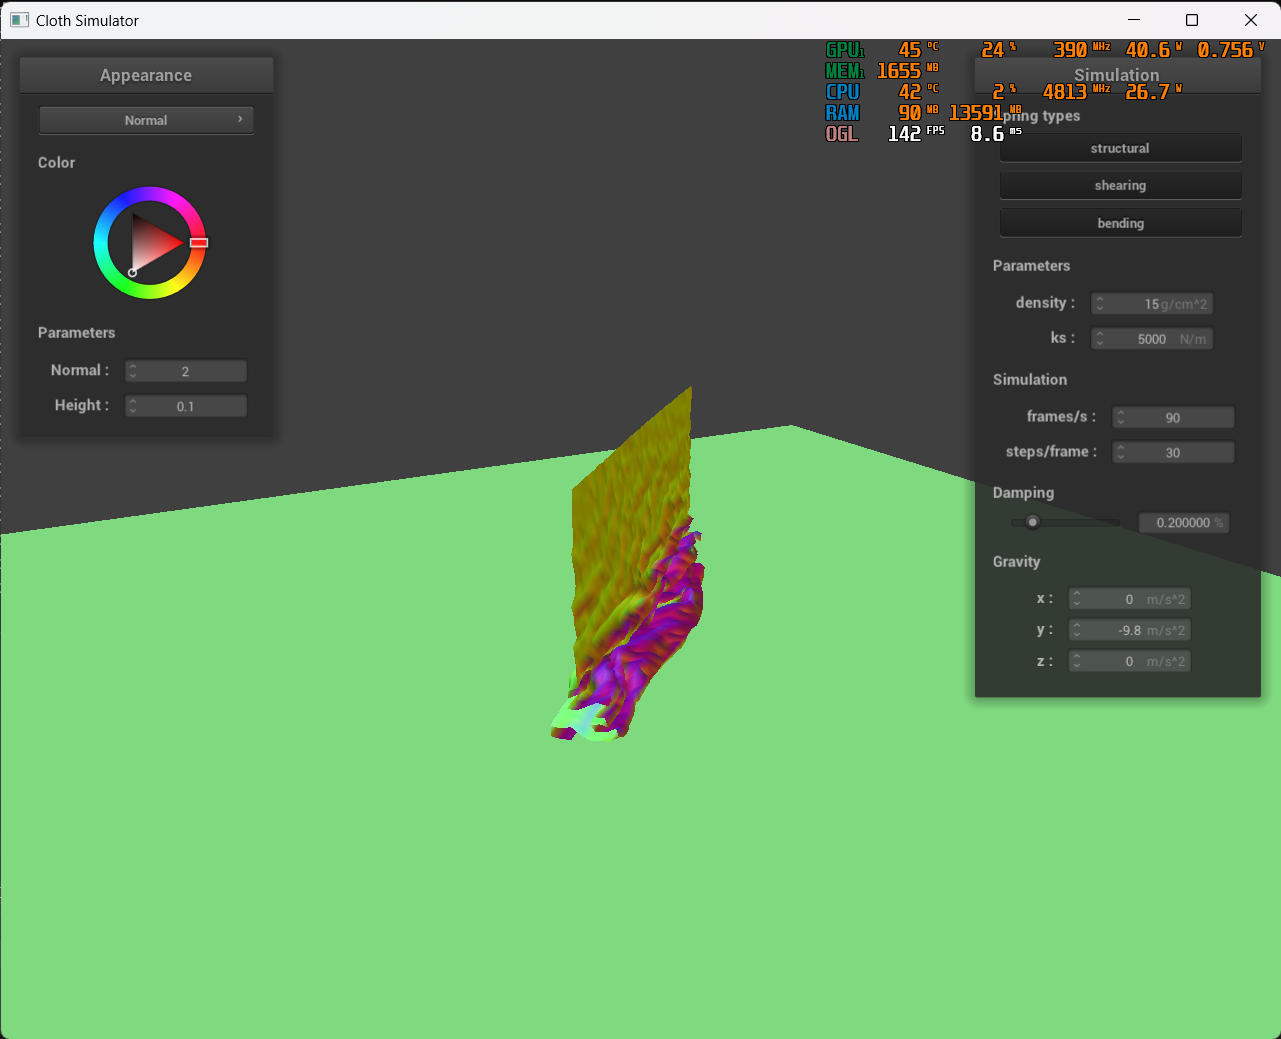 Cloth Simulator
GPU1 45 °C 24 % 390 MHz 40.6 W 0.756 V
MEM1 1655 MB
CPU 42 °C 2 % 4813 MHz 26.7 W
RAM 90 MB 13591 MB
OGL 142 FPS 8.6 ms
Appearance
Normal
Color
Parameters
Normal : 2
Height : 0.1
Simulation
pring types
structural
shearing
bending
Parameters
density : 15 g/cm^2
ks : 5000 N/m
Simulation
frames/s : 90
steps/frame : 30
Damping
0.200000 %
Gravity
x : 0 m/s^2
y : -9.8 m/s^2
z : 0 m/s^2